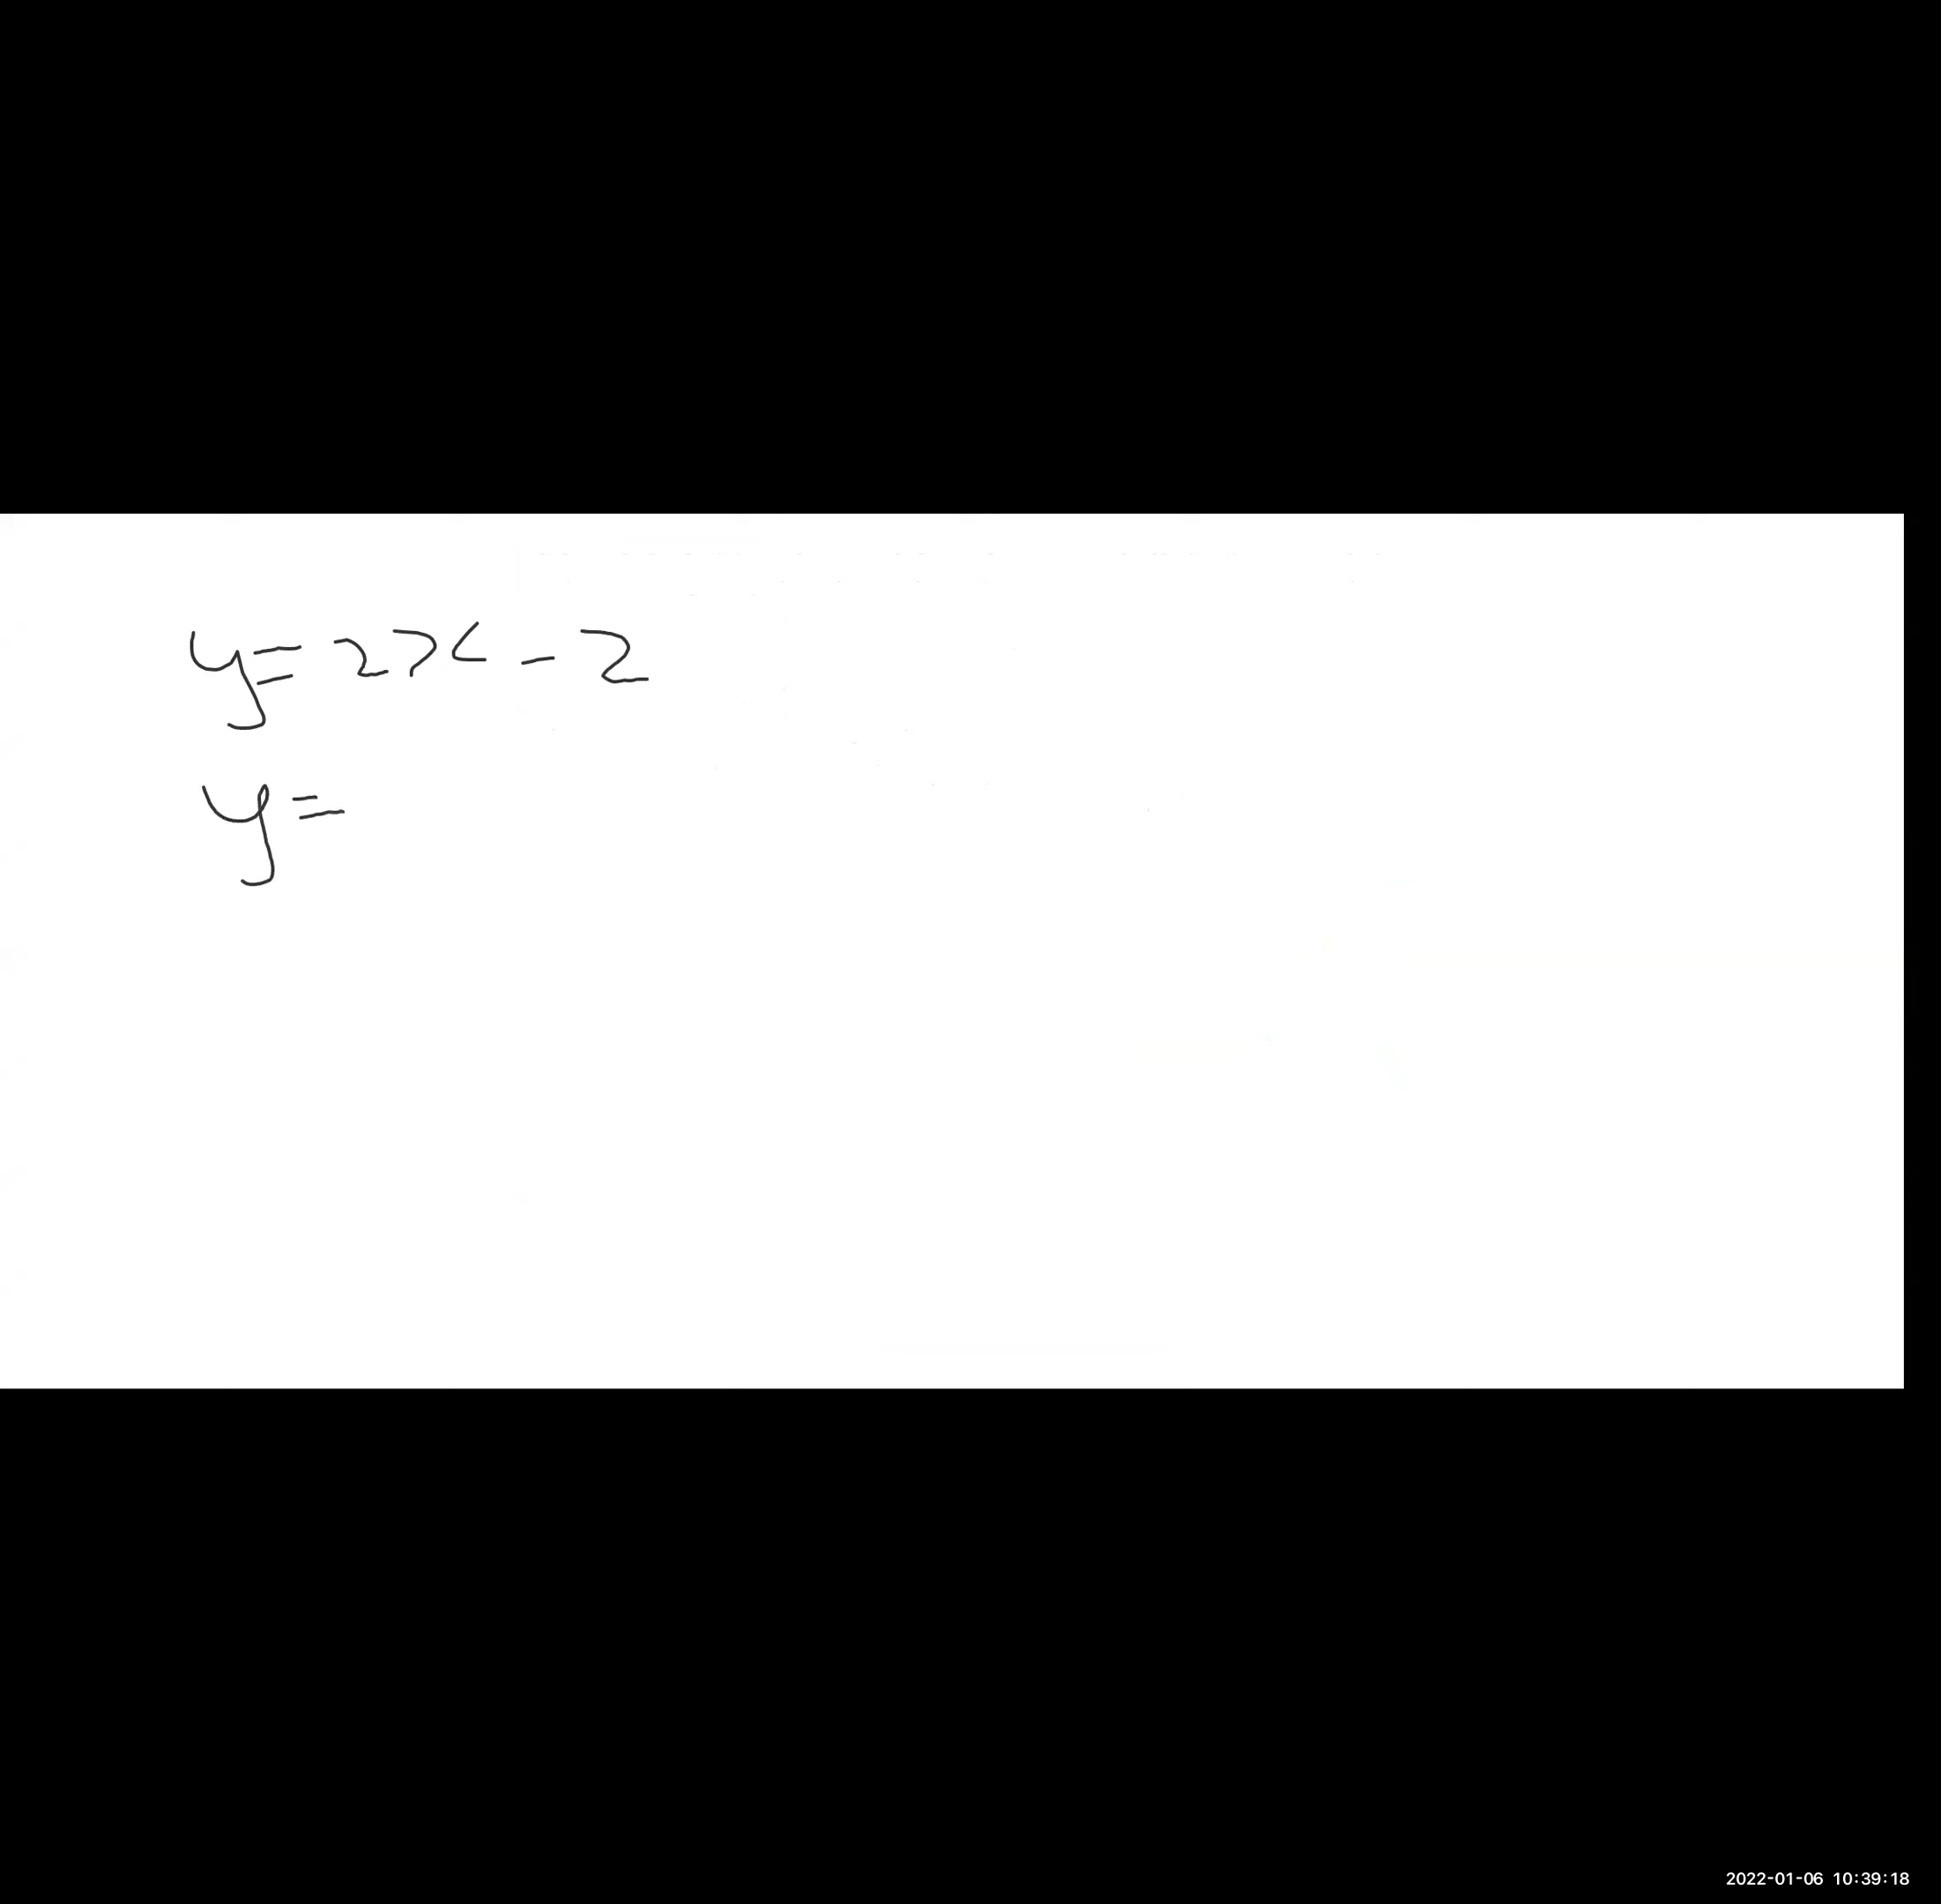 y = 2x - 2
y =
2022-01-06 10:39:18